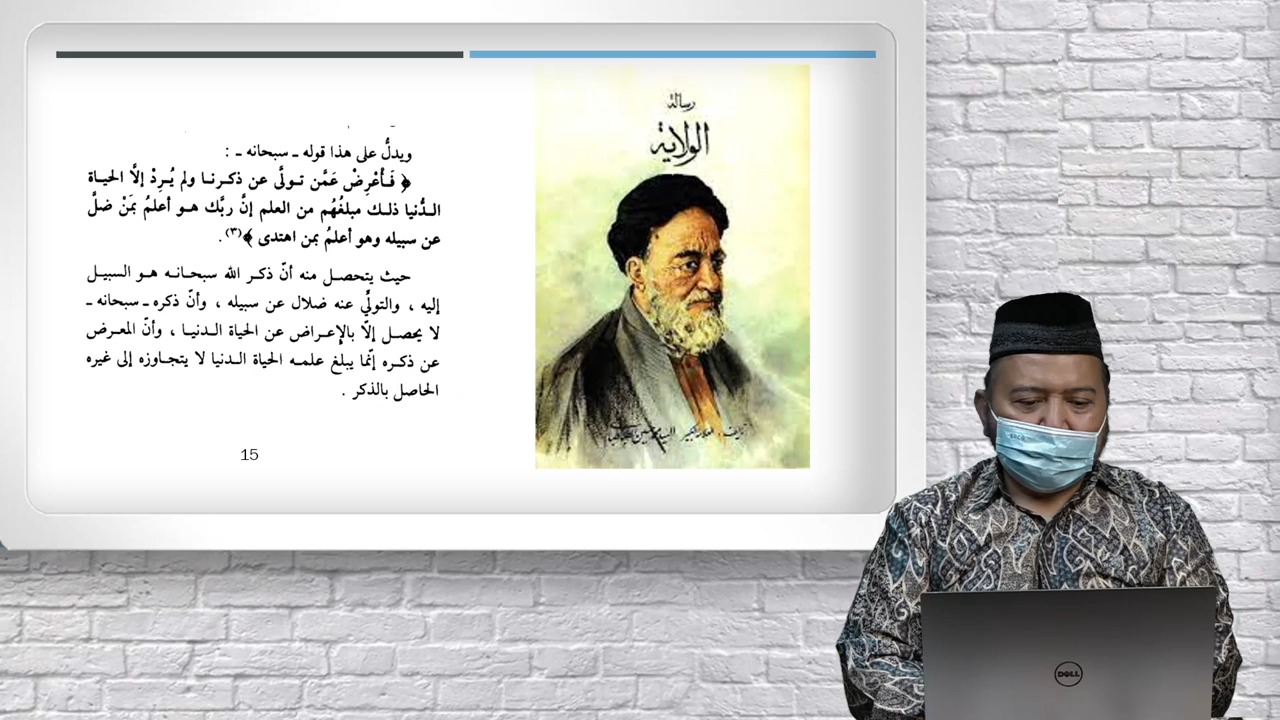 ويدلُّ على هذا قوله ـ سبحانه ـ :
﴿ فَأَعْرِضْ عَمَّن تولَّى عن ذكرنا ولم يُرِدْ إلَّا الحياة
الدُّنيا ذلك مبلغُهُم من العلم إنَّ ربَّك هو أعلمُ بمَنْ ضلَّ
عن سبيله وهو أعلمُ بمن اهتدى ﴾(٣) .
حيث يتحصل منه أنّ ذكر الله سبحانه هو السبيل
إليه ، والتولِّي عنه ضلال عن سبيله ، وأنّ ذكره ـ سبحانه ـ
لا يحصل إلّا بالإعراض عن الحياة الدنيا ، وأنّ المعرض
عن ذكره إنّما يبلغ علمه الحياة الدنيا لا يتجاوزه إلى غيره
الحاصل بالذكر .
15
رسالة
الولاية
DELL